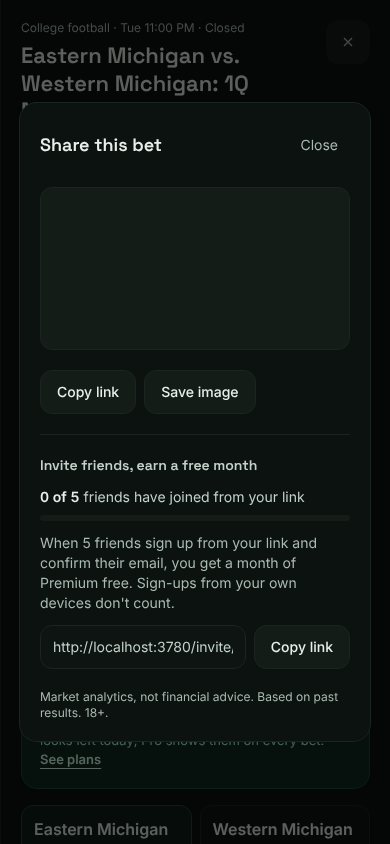 College football · Tue 11:00 PM · Closed
×
Eastern Michigan vs.
Western Michigan: 1Q
Share this bet
Close
Copy link
Save image
Invite friends, earn a free month
0 of 5 friends have joined from your link
When 5 friends sign up from your link and
confirm their email, you get a month of
Premium free. Sign-ups from your own
devices don't count.
http://localhost:3780/invite/
Copy link
Market analytics, not financial advice. Based on past
results. 18+.
looks left today, Pro shows them on every bet.
See plans
Eastern Michigan
Western Michigan